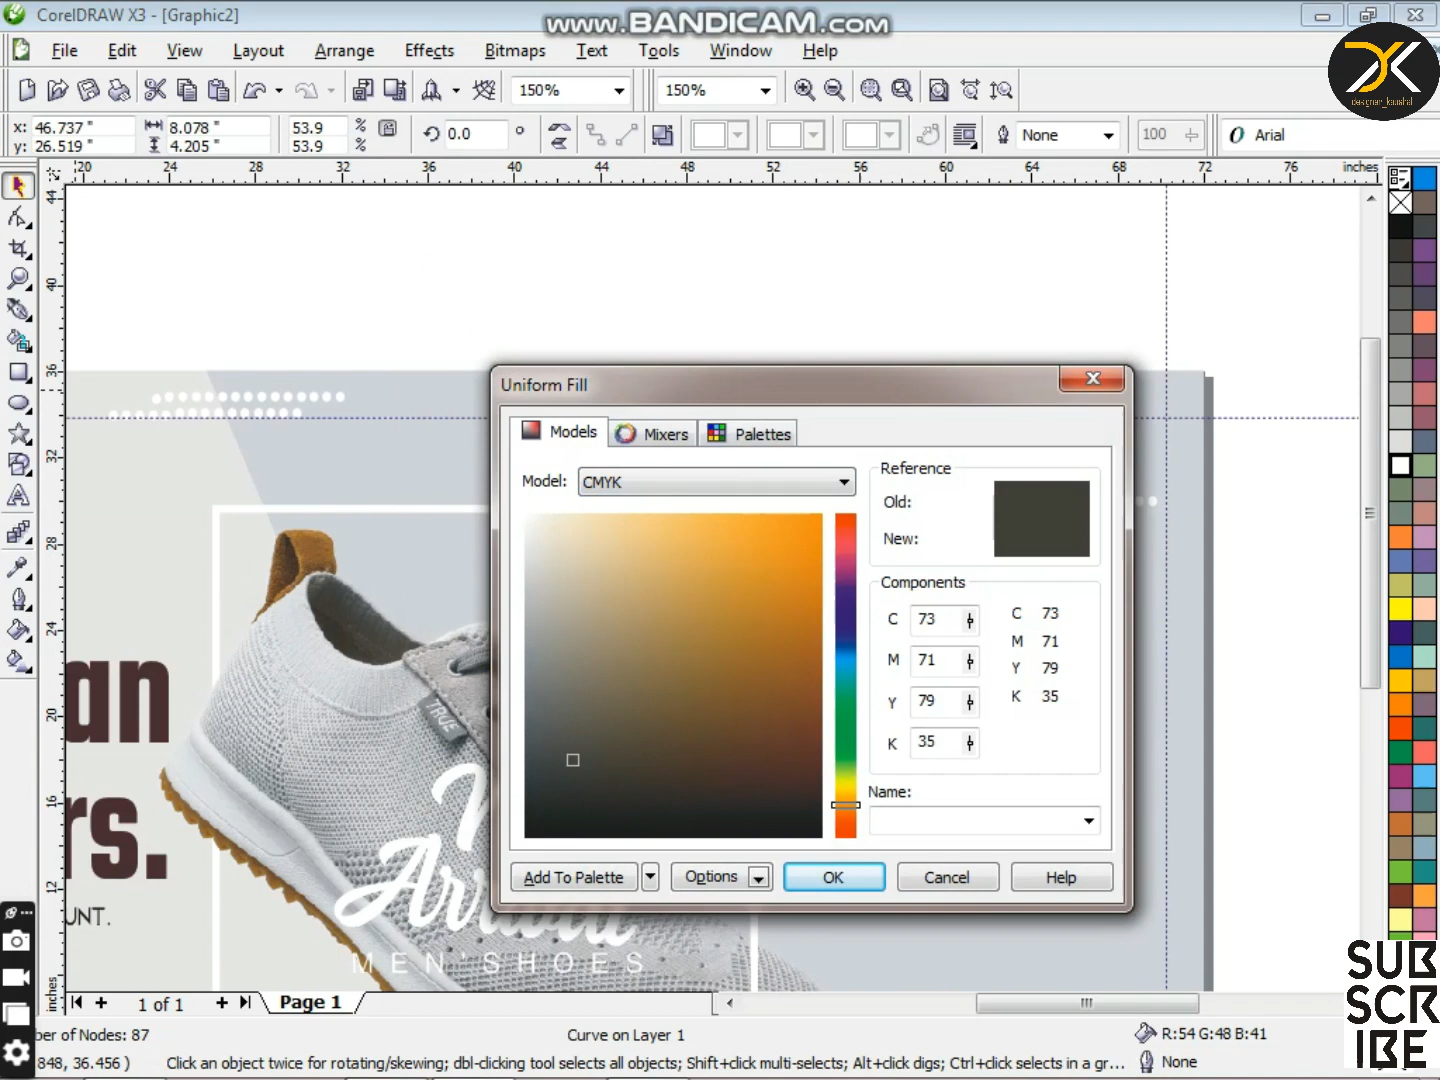 CorelDRAW X3 - [Graphic2]
www.BANDICAM.com
File Edit View Layout Arrange Effects Bitmaps Text Tools Window Help
designer_kaushal
150% 150%
x: 46.737 " 8.078 " 53.9 % 0.0 ° None 100 Arial
y: 26.519 " 4.205 " 53.9 %
20 24 28 32 36 40 44 48 52 56 60 64 68 72 76 inches
44
40
36
32
28
24
20
16
12
inches
Uniform Fill
Models Mixers Palettes
Model: CMYK
Reference
Old:
New:
Components
C 73 C 73
M 71 M 71
Y 79 Y 79
K 35 K 35
Name:
Add To Palette Options OK Cancel Help
an
rs.
UNT.
TRUE
MEN'SHOES
SUB
SCR
IBE
1 of 1 Page 1
ber of Nodes: 87 Curve on Layer 1 R:54 G:48 B:41
848, 36.456 ) Click an object twice for rotating/skewing; dbl-clicking tool selects all objects; Shift+click multi-selects; Alt+click digs; Ctrl+click selects in a gr... None